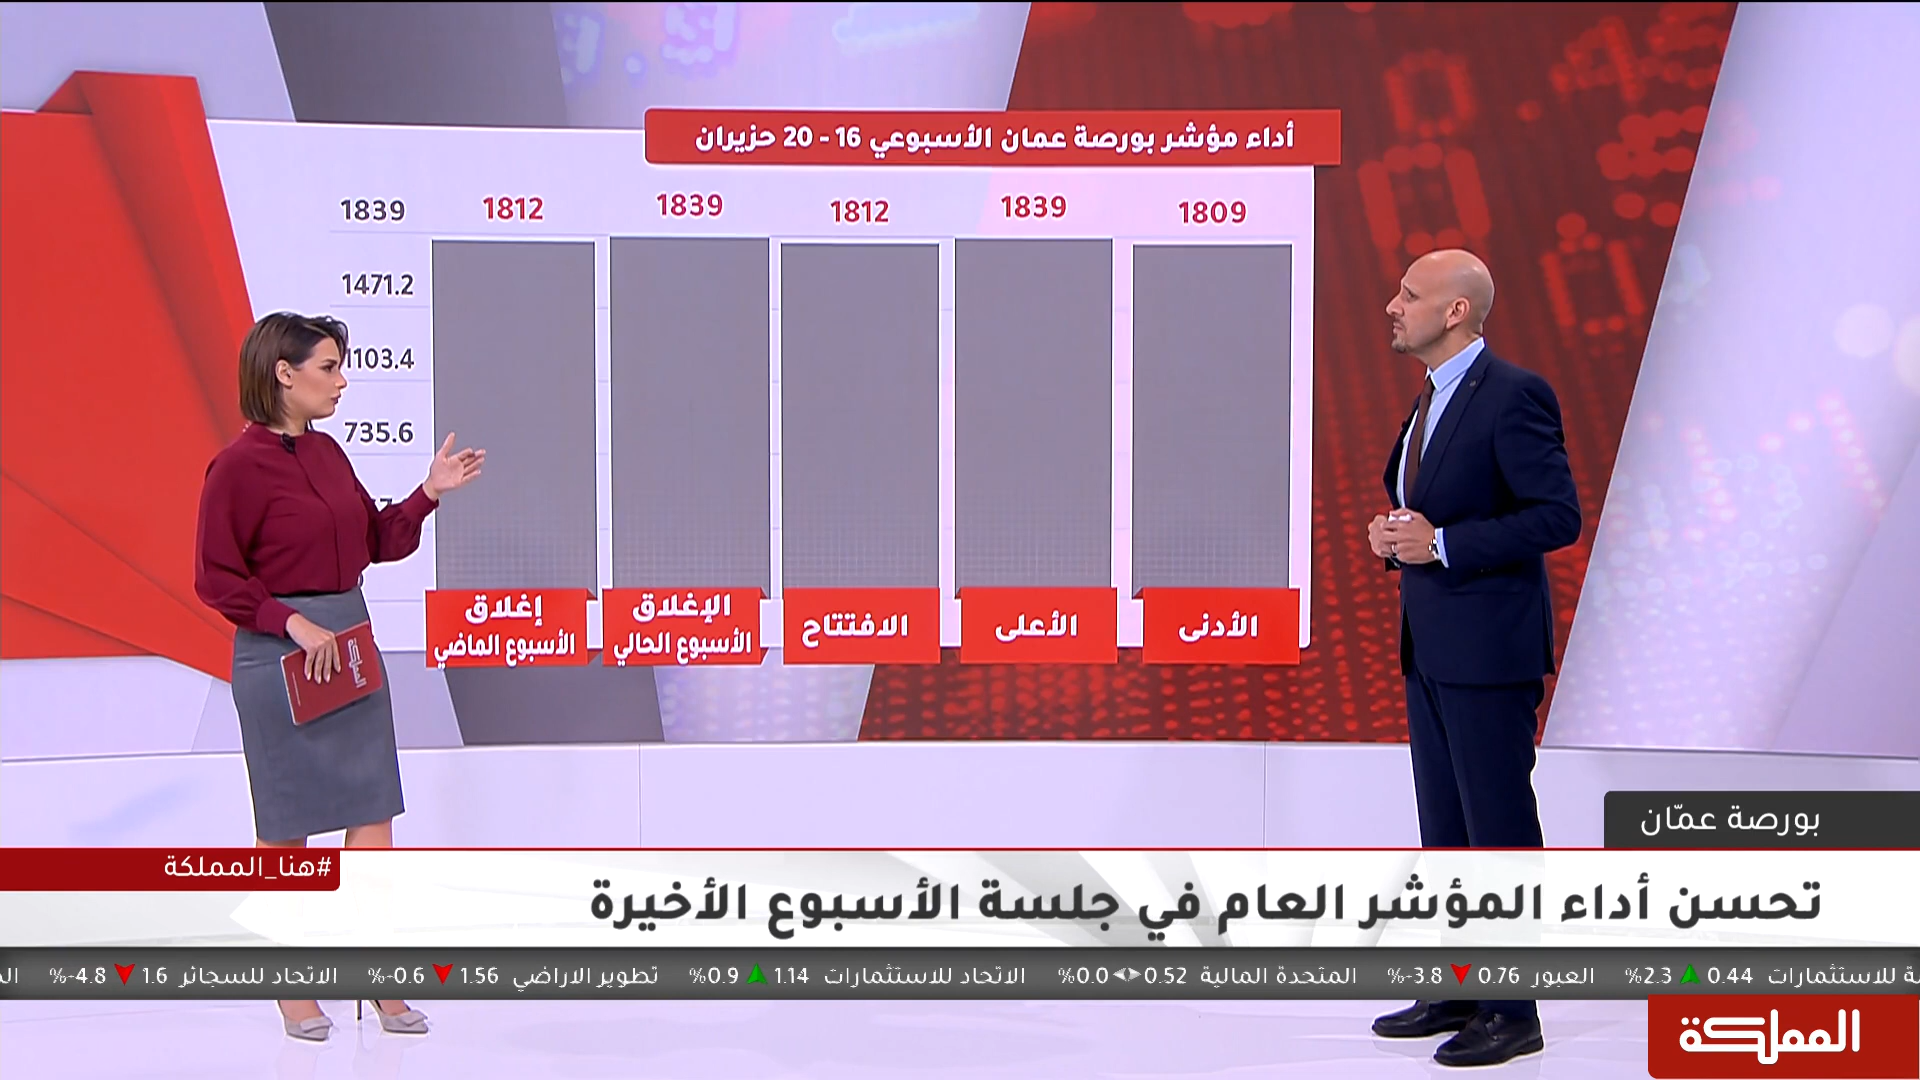 أداء مؤشر بورصة عمان الأسبوعي 16 - 20 حزيران
1839
1471.2
1103.4
735.6
1812
1839
1812
1839
1809
إغلاق
الأسبوع الماضي
الإغلاق
الأسبوع الحالي
الافتتاح
الأعلى
الأدنى
المملكة
بورصة عمّان
#هنا_المملكة
تحسن أداء المؤشر العام في جلسة الأسبوع الأخيرة
للاستثمارات 0.44 ▲ 2.3% العبور 0.76 ▼ -3.8% المتحدة المالية 0.52 0.0% الاتحاد للاستثمارات 1.14 ▲ 0.9% تطوير الاراضي 1.56 ▼ -0.6% الاتحاد للسجائر 1.6 ▼ -4.8%
المملكة